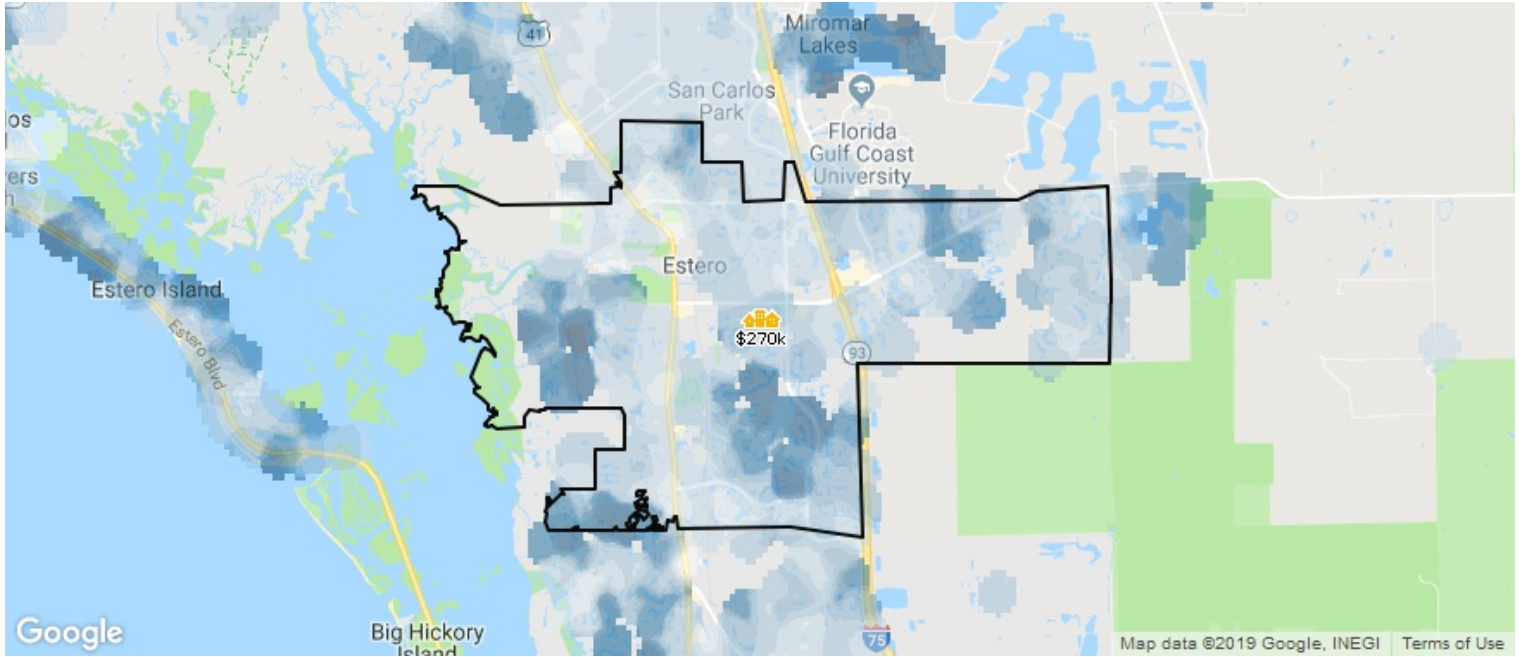 41
Miromar
Lakes
San Carlos
Park
os
Florida
Gulf Coast
University
ers
h
Estero
Estero Island
$270k
93
Estero Blvd
75
Google
Big Hickory
Island
Map data ©2019 Google, INEGI
Terms of Use